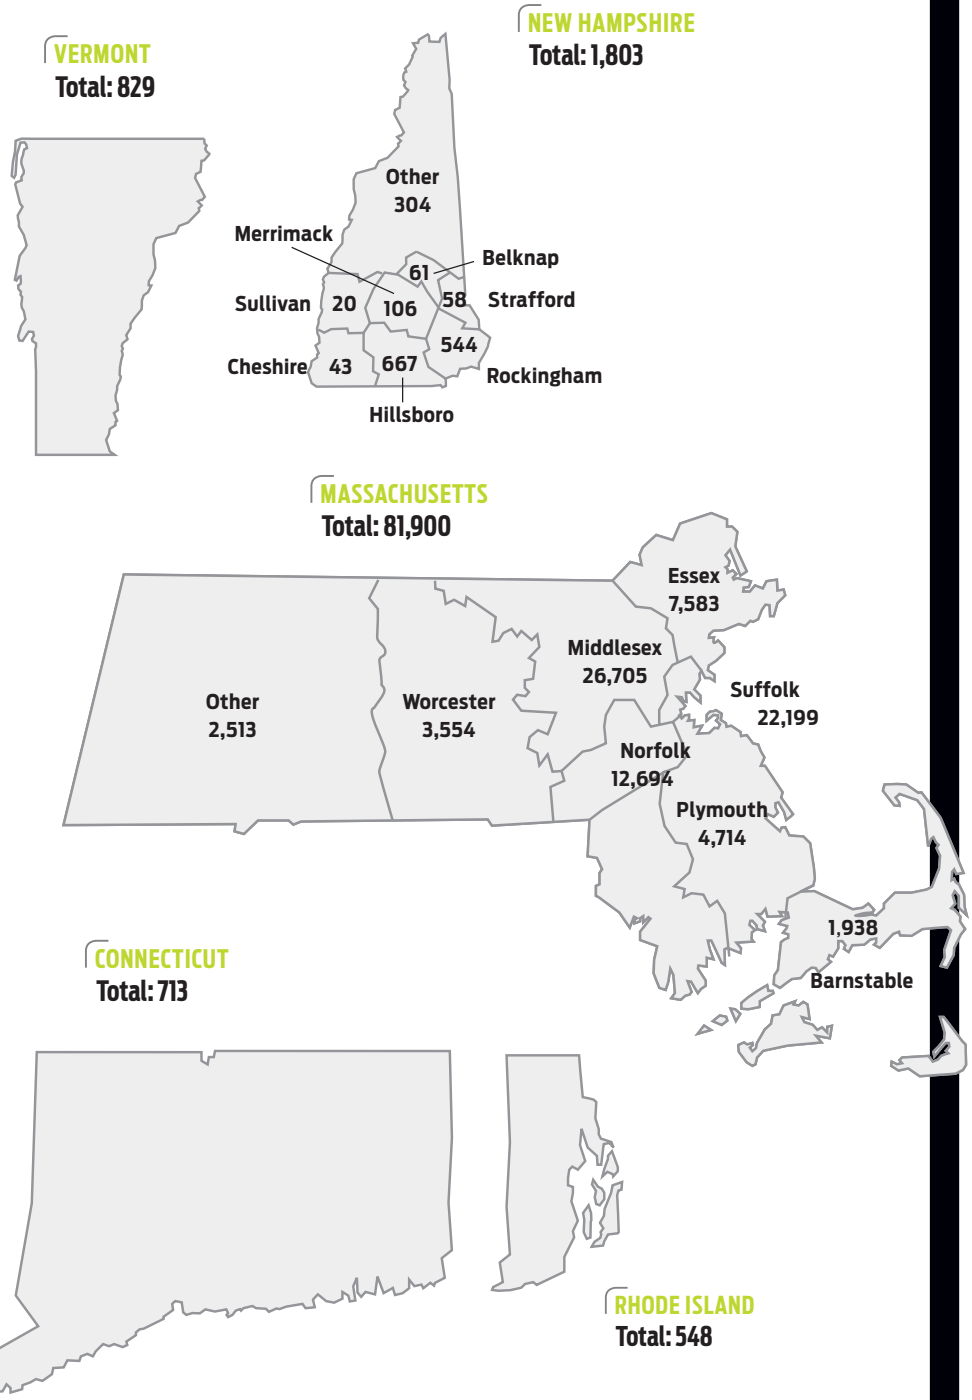 VERMONT
Total: 829
NEW HAMPSHIRE
Total: 1,803
Other
304
Merrimack
Belknap
61
Sullivan
20
106
58
Strafford
544
Cheshire
43
667
Rockingham
Hillsboro
MASSACHUSETTS
Total: 81,900
Essex
7,583
Middlesex
26,705
Suffolk
22,199
Other
2,513
Worcester
3,554
Norfolk
12,694
Plymouth
4,714
1,938
Barnstable
CONNECTICUT
Total: 713
RHODE ISLAND
Total: 548